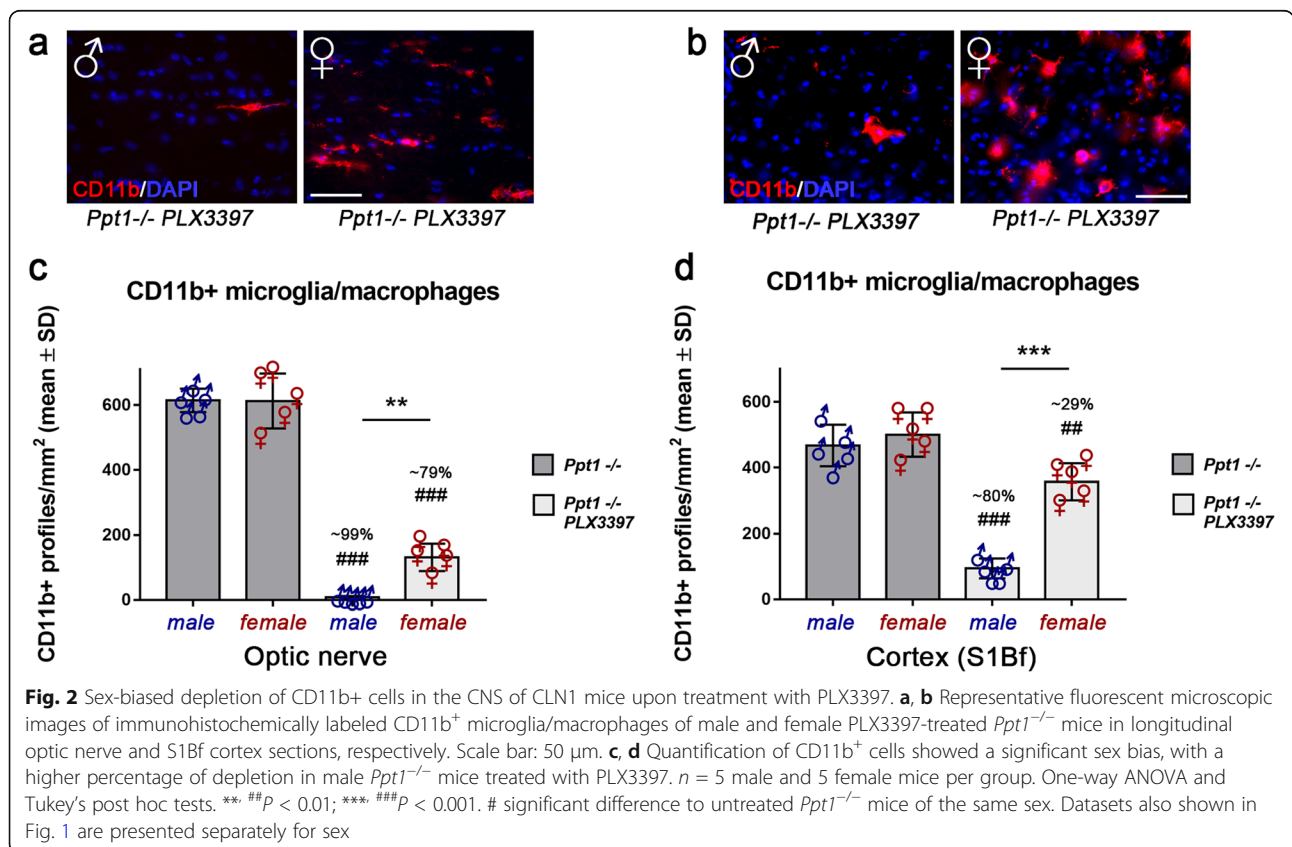 a
♂
♀
CD11b/DAPI
Ppt1-/- PLX3397
Ppt1-/- PLX3397
b
♂
♀
CD11b/DAPI
Ppt1-/- PLX3397
Ppt1-/- PLX3397
c
CD11b+ microglia/macrophages
CD11b+ profiles/mm² (mean ± SD)
600
400
200
0
**
~99%
###
~79%
###
male
female
male
female
Optic nerve
Ppt1 -/-
Ppt1 -/-
PLX3397
d
CD11b+ microglia/macrophages
CD11b+ profiles/mm² (mean ± SD)
600
400
200
0
***
~80%
###
~29%
##
male
female
male
female
Cortex (S1Bf)
Ppt1 -/-
Ppt1 -/-
PLX3397
Fig. 2 Sex-biased depletion of CD11b+ cells in the CNS of CLN1 mice upon treatment with PLX3397. a, b Representative fluorescent microscopic
images of immunohistochemically labeled CD11b⁺ microglia/macrophages of male and female PLX3397-treated Ppt1⁻/⁻ mice in longitudinal
optic nerve and S1Bf cortex sections, respectively. Scale bar: 50 μm. c, d Quantification of CD11b⁺ cells showed a significant sex bias, with a
higher percentage of depletion in male Ppt1⁻/⁻ mice treated with PLX3397. n = 5 male and 5 female mice per group. One-way ANOVA and
Tukey's post hoc tests. **, ##P < 0.01; ***, ###P < 0.001. # significant difference to untreated Ppt1⁻/⁻ mice of the same sex. Datasets also shown in
Fig. 1 are presented separately for sex